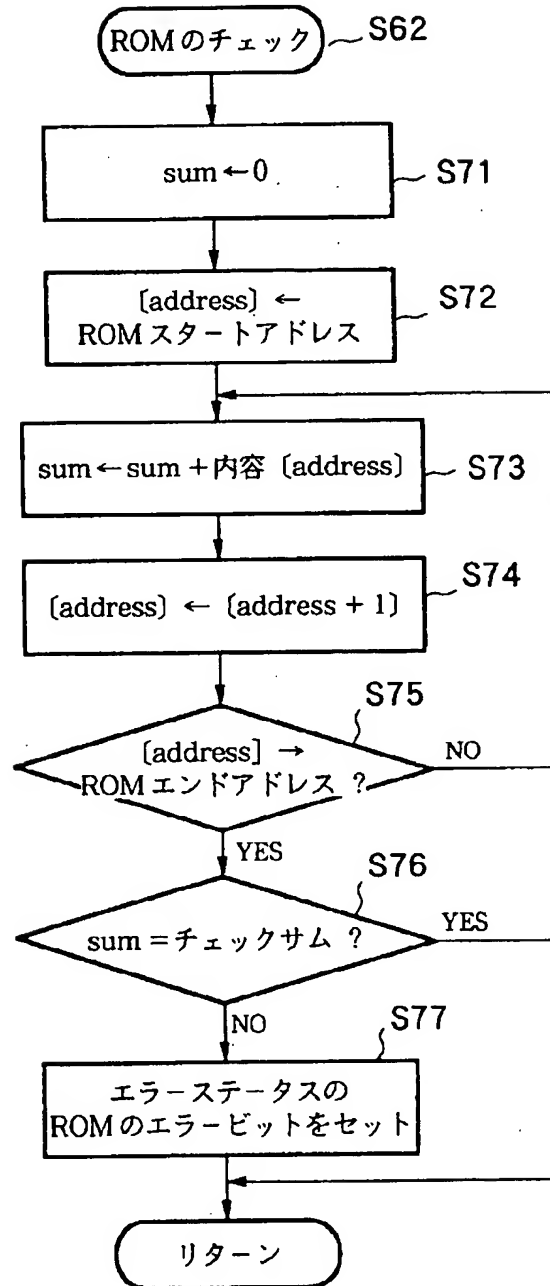 ROMのチェック
S62
sum←0
S71
〔address〕←
ROMスタートアドレス
S72
sum←sum+内容〔address〕
S73
〔address〕←〔address+1〕
S74
S75
〔address〕→
ROMエンドアドレス?
NO
YES
S76
sum=チェックサム?
YES
NO
S77
エラーステータスの
ROMのエラービットをセット
リターン